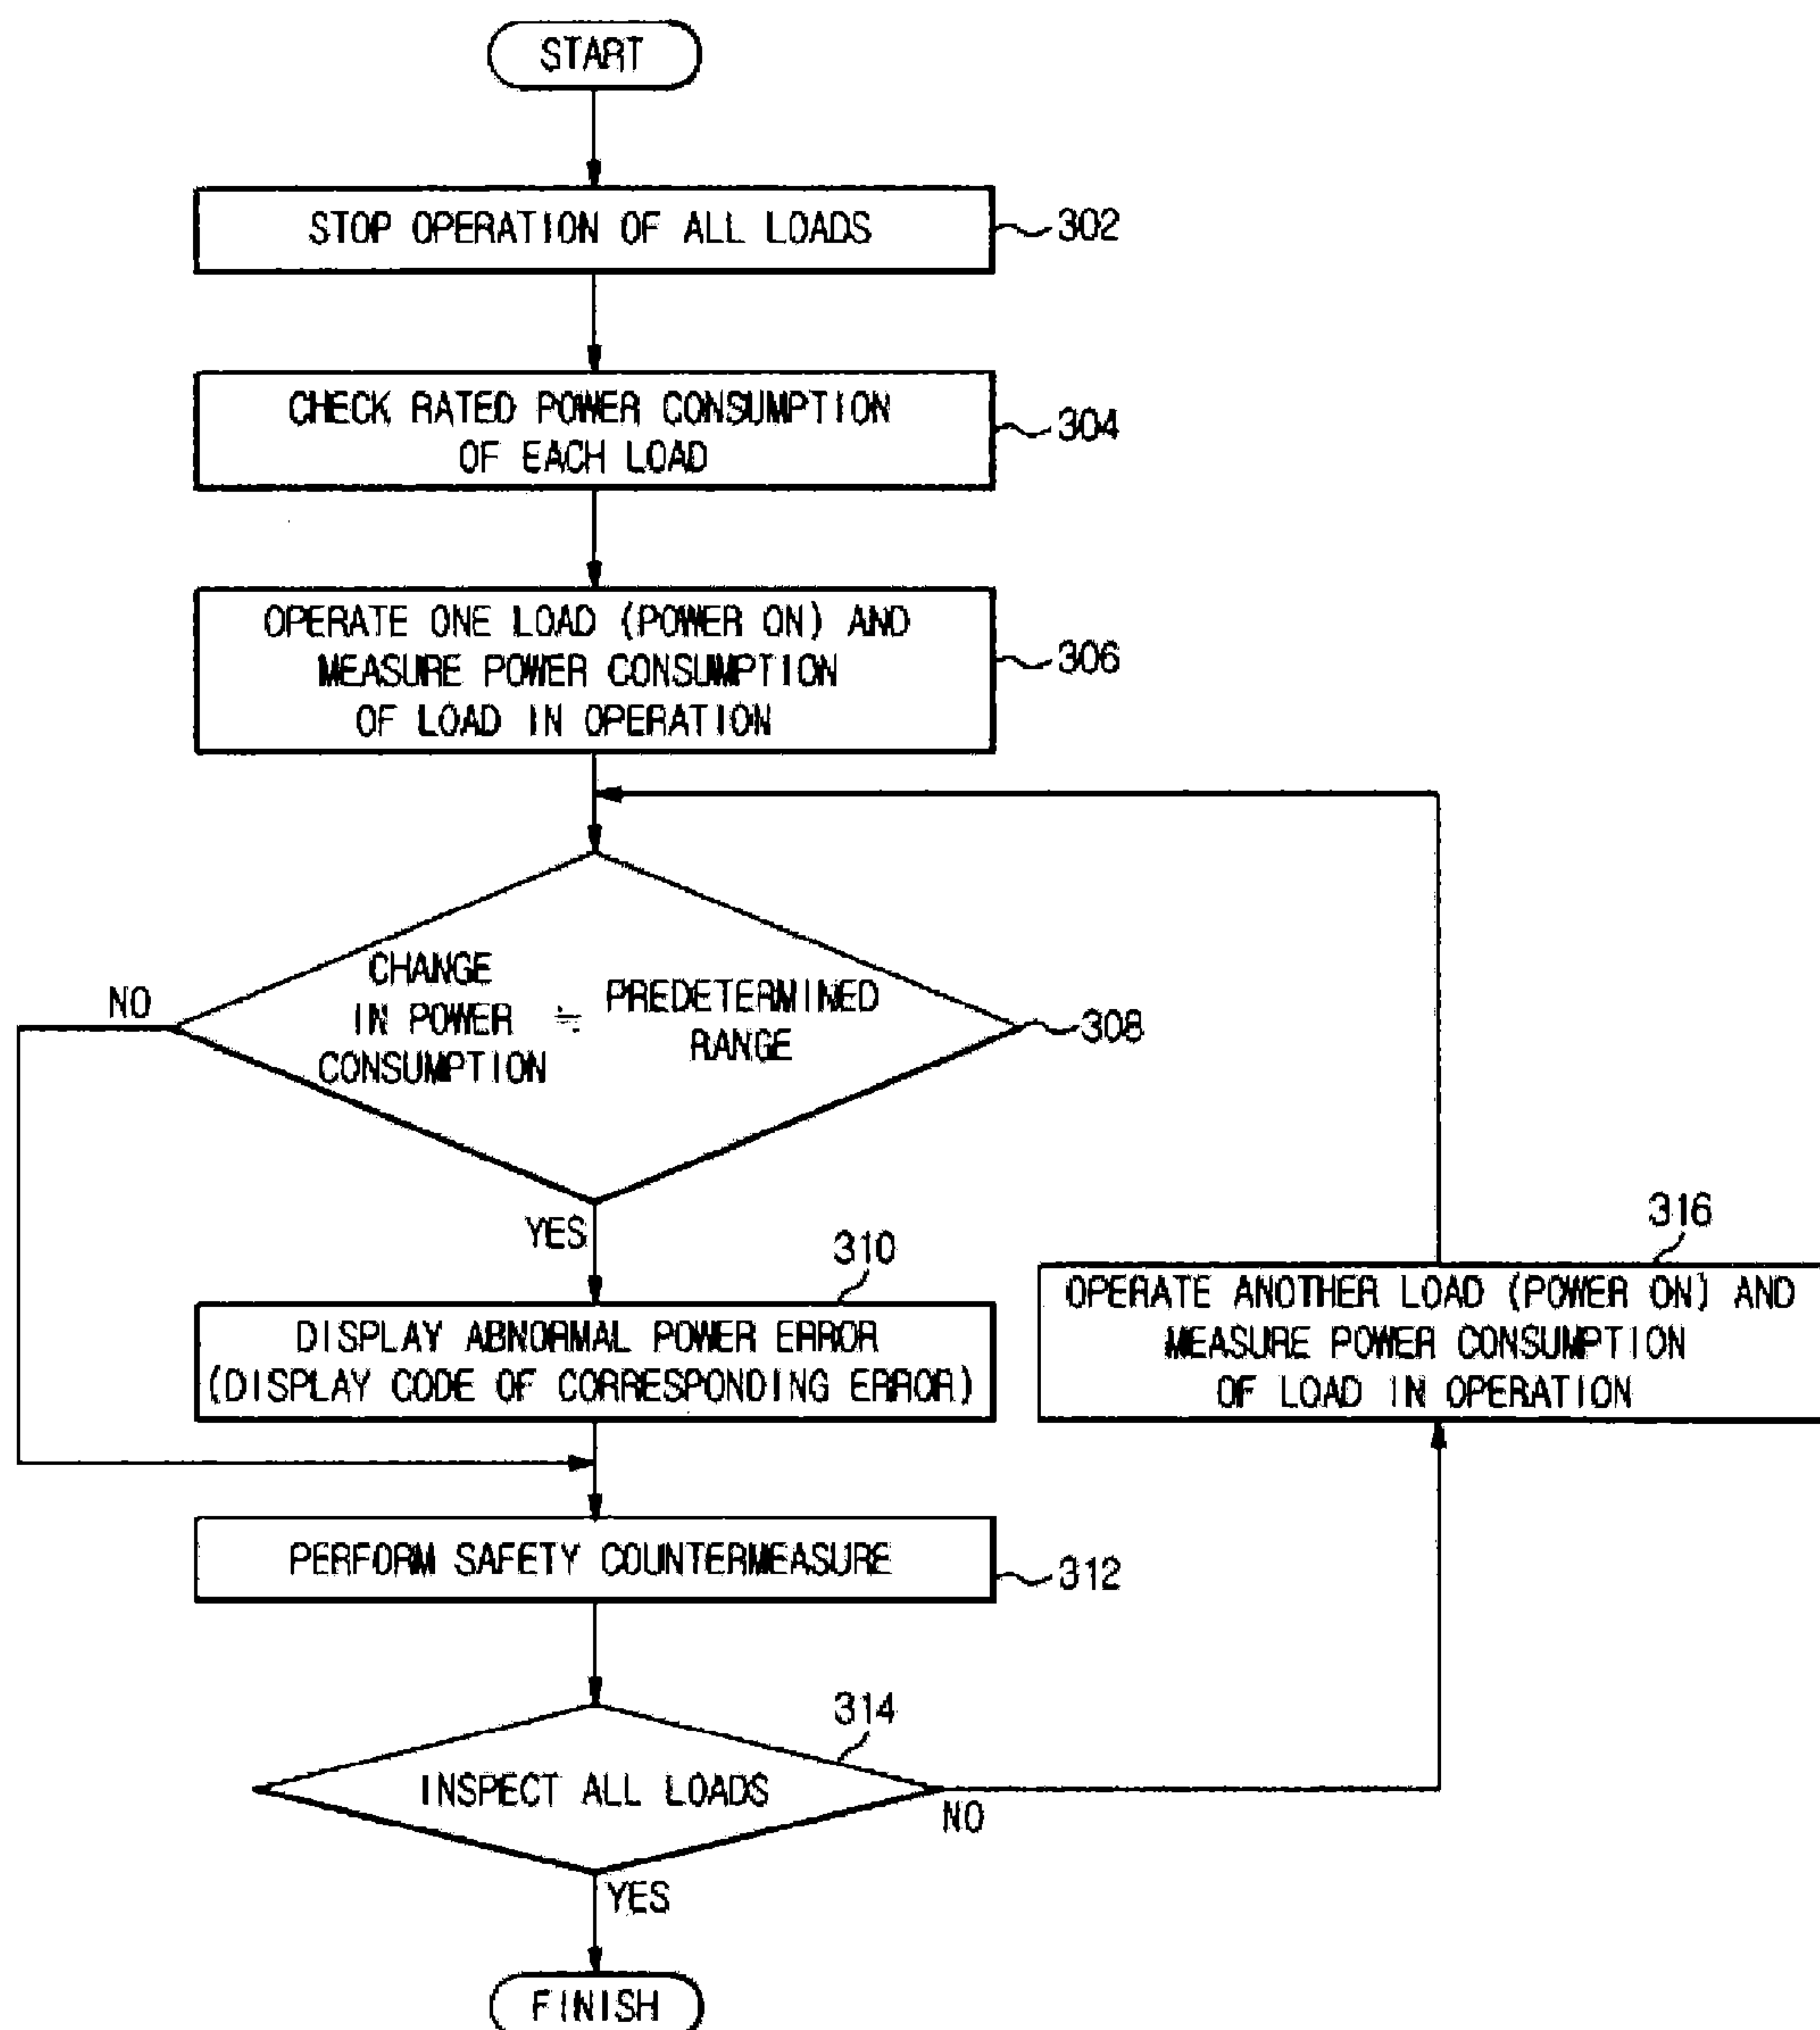 START
STOP OPERATION OF ALL LOADS
302
CHECK RATED POWER CONSUMPTION
OF EACH LOAD
304
OPERATE ONE LOAD (POWER ON) AND
MEASURE POWER CONSUMPTION
OF LOAD IN OPERATION
306
CHANGE
IN POWER
CONSUMPTION
≒
PREDETERMINED
RANGE
NO
308
YES
310
DISPLAY ABNORMAL POWER ERROR
(DISPLAY CODE OF CORRESPONDING ERROR)
316
OPERATE ANOTHER LOAD (POWER ON) AND
MEASURE POWER CONSUMPTION
OF LOAD IN OPERATION
PERFORM SAFETY COUNTERMEASURE
312
314
INSPECT ALL LOADS
NO
YES
FINISH